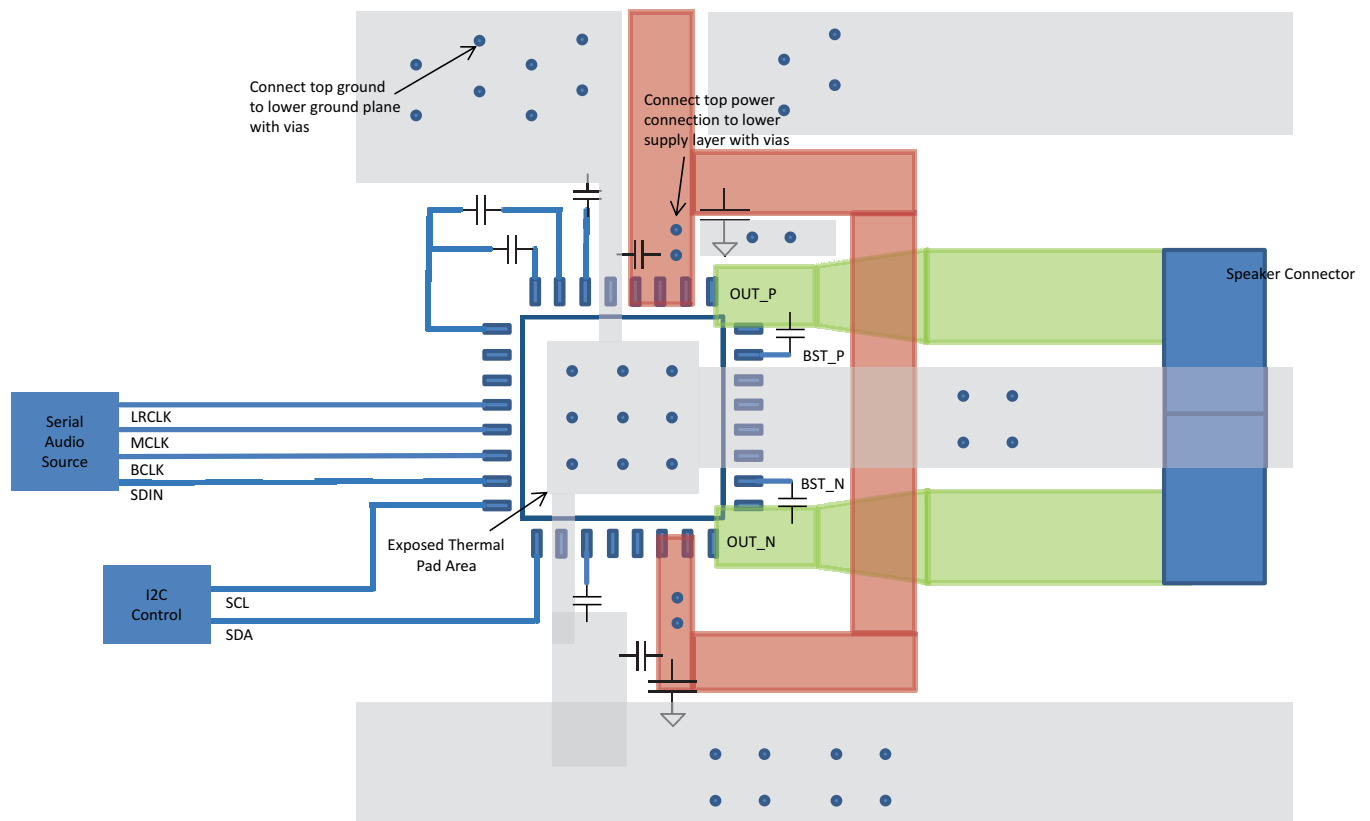 Connect top ground
to lower ground plane
with vias
Connect top power
connection to lower
supply layer with vias
OUT_P
Speaker Connector
BST_P
Serial
Audio
Source
LRCLK
MCLK
BCLK
SDIN
BST_N
Exposed Thermal
Pad Area
OUT_N
I2C
Control
SCL
SDA